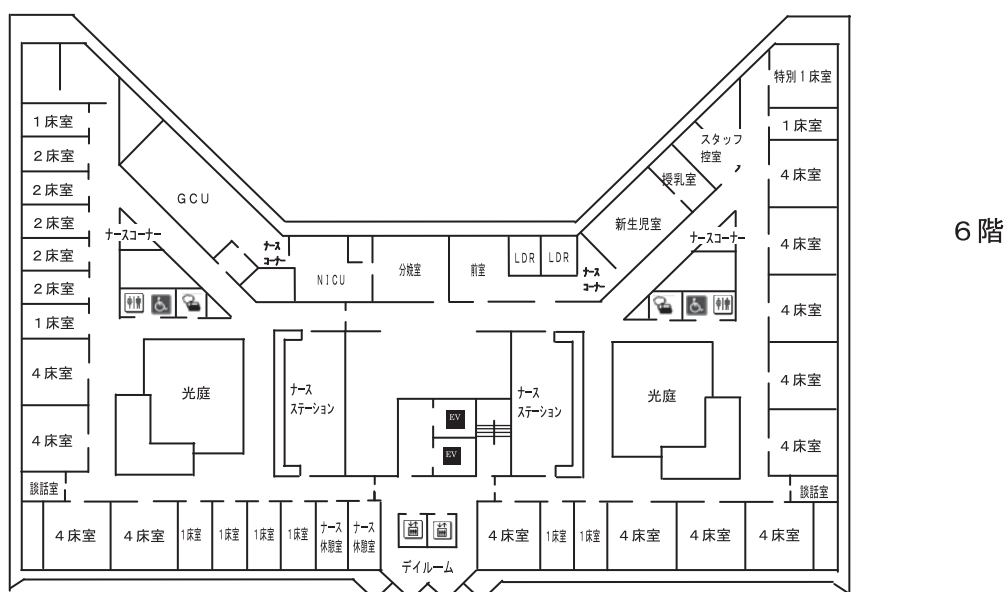 6階
特別1床室
1床室
4床室
4床室
4床室
4床室
4床室
談話室
スタッフ
控室
授乳室
新生児室
ナースコーナー
1床室
2床室
2床室
2床室
2床室
2床室
1床室
4床室
4床室
談話室
GCU
ナースコーナー
ナース
コーナー
NICU
分娩室
前室
LDR
LDR
ナース
コーナー
光庭
ナース
ステーション
EV
EV
ナース
ステーション
光庭
4床室
4床室
1床室
1床室
1床室
1床室
ナース
休憩室
ナース
休憩室
デイルーム
4床室
1床室
1床室
4床室
4床室
4床室